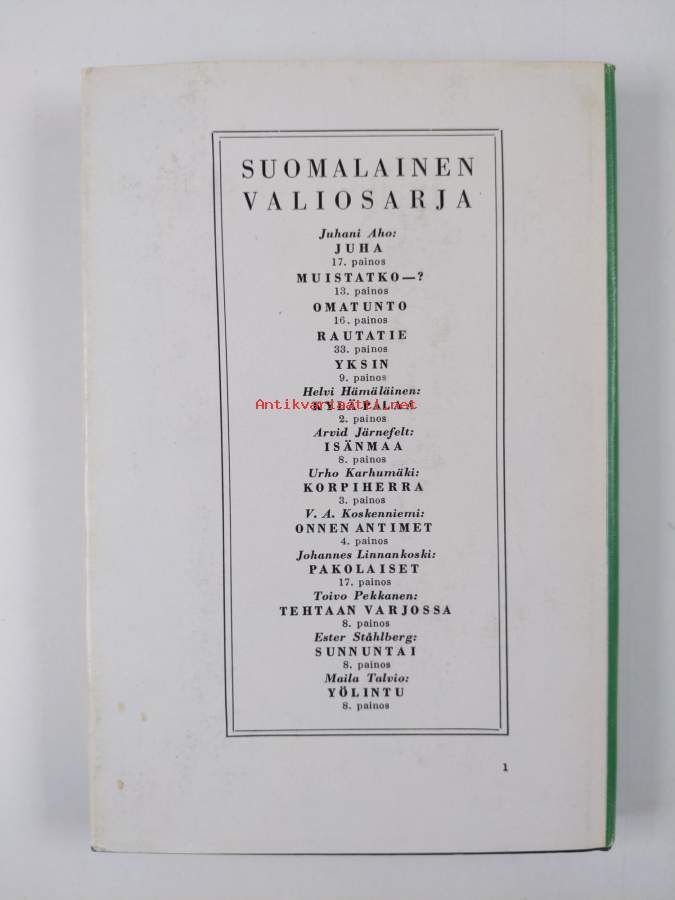 SUOMALAINEN
VALIOSARJA
Juhani Aho:
JUHA
17. painos
MUISTATKO—?
13. painos
OMATUNTO
16. painos
RAUTATIE
33. painos
YKSIN
9. painos
Helvi Hämäläinen:
KYLÄ PALAA
Antikvariaatti.net
2. painos
Arvid Järnefelt:
ISÄNMAA
8. painos
Urho Karhumäki:
KORPIHERRA
3. painos
V. A. Koskenniemi:
ONNEN ANTIMET
4. painos
Johannes Linnankoski:
PAKOLAISET
17. painos
Toivo Pekkanen:
TEHTAAN VARJOSSA
8. painos
Ester Ståhlberg:
SUNNUNTAI
8. painos
Maila Talvio:
YÖLINTU
8. painos
1